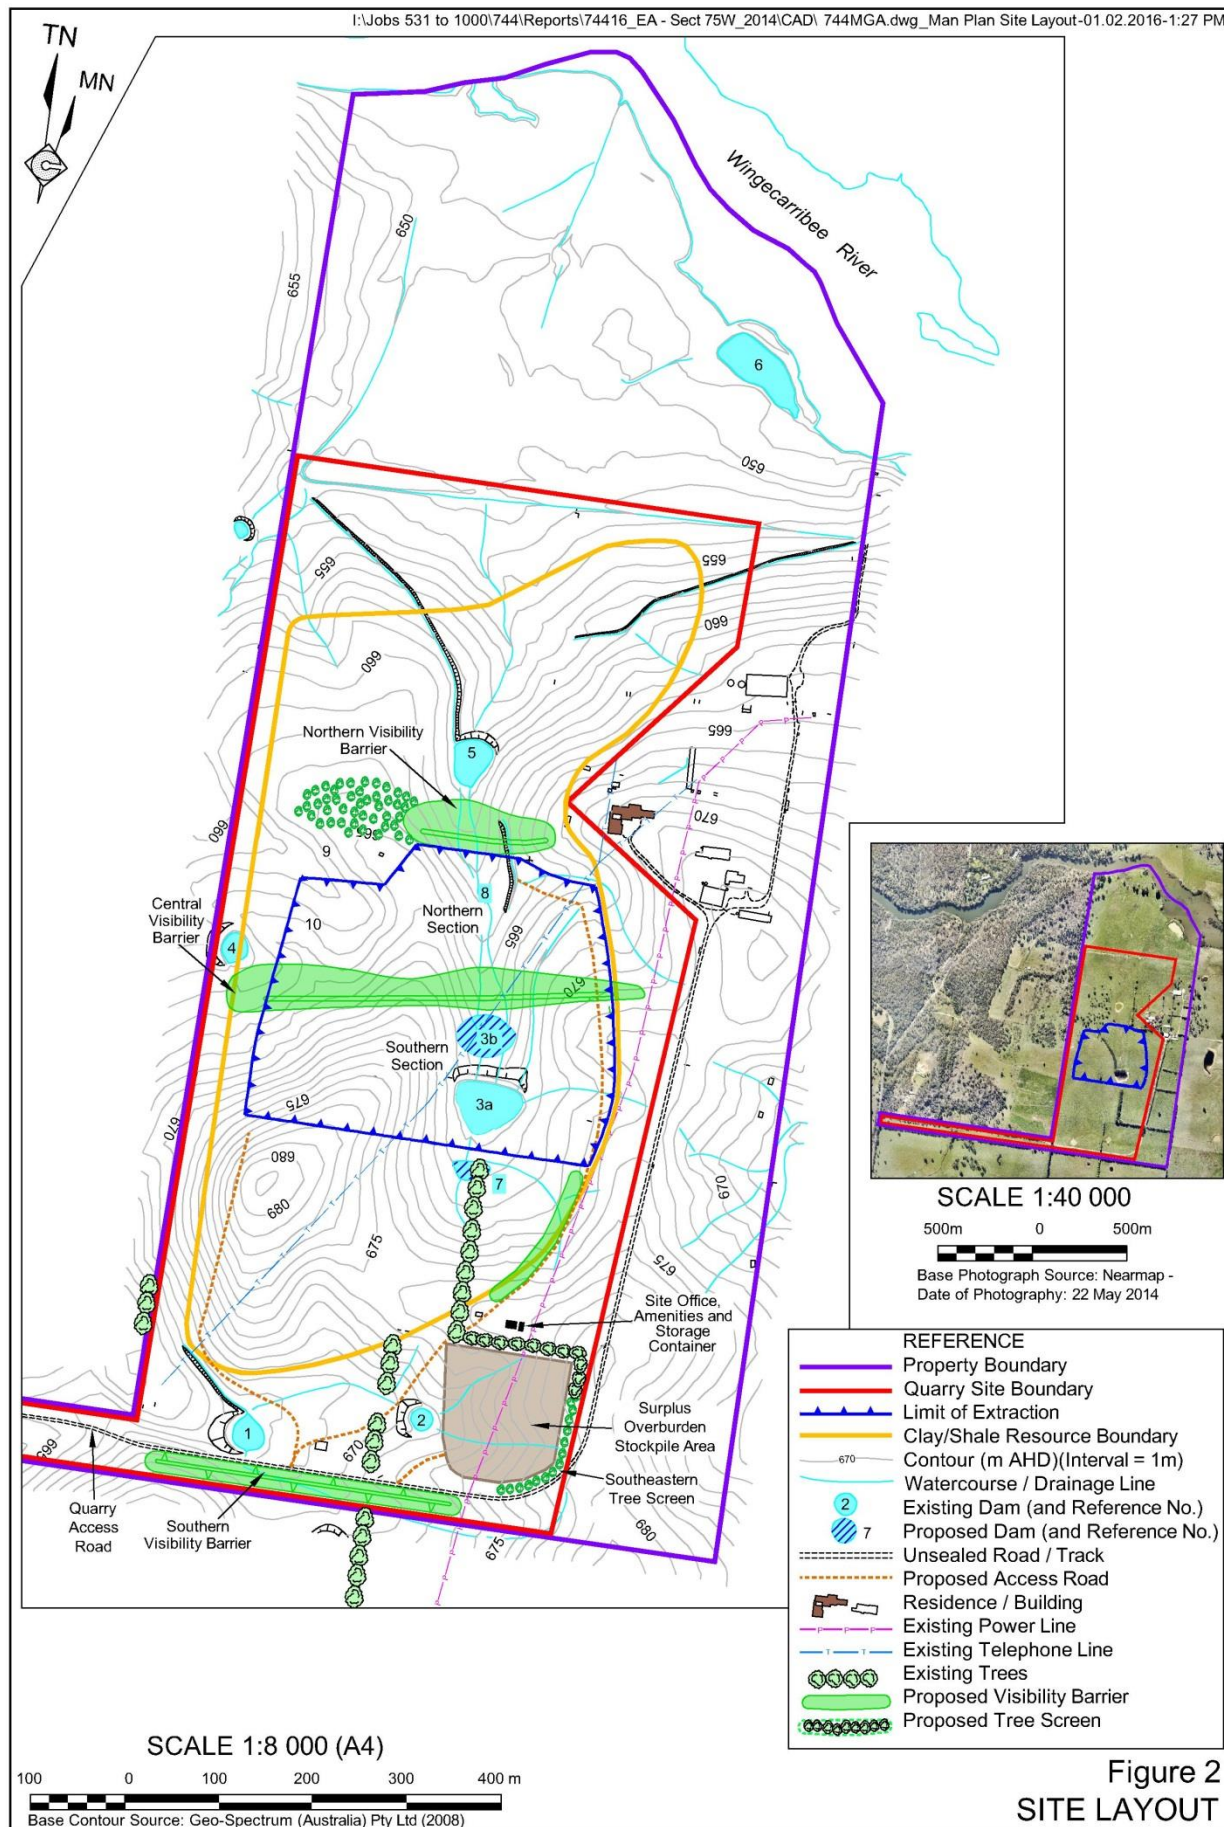 I:\Jobs 531 to 1000\744\Reports\74416_EA - Sect 75W_2014\CAD\ 744MGA.dwg_Man Plan Site Layout-01.02.2016-1:27 PM
TN
MN
Wingecarribee River
650
655
6
650
655
655
660
660
665
Northern Visibility
Barrier
5
670
660
665
9
8
Central
Visibility
Barrier
10
Northern
Section
665
4
670
3b
Southern
Section
3a
675
670
680
7
670
689
675
675
Site Office,
Amenities and
Storage
Container
Surplus
Overburden
Stockpile Area
2
1
670
699
Southeastern
Tree Screen
Quarry
Access
Road
Southern
Visibility Barrier
675
680
SCALE 1:40 000
500m 0 500m
Base Photograph Source: Nearmap -
Date of Photography: 22 May 2014
REFERENCE
Property Boundary
Quarry Site Boundary
Limit of Extraction
Clay/Shale Resource Boundary
670 Contour (m AHD)(Interval = 1m)
Watercourse / Drainage Line
2 Existing Dam (and Reference No.)
7 Proposed Dam (and Reference No.)
Unsealed Road / Track
Proposed Access Road
Residence / Building
P P P Existing Power Line
T T Existing Telephone Line
Existing Trees
Proposed Visibility Barrier
Proposed Tree Screen
SCALE 1:8 000 (A4)
100 0 100 200 300 400 m
Base Contour Source: Geo-Spectrum (Australia) Pty Ltd (2008)
Figure 2
SITE LAYOUT